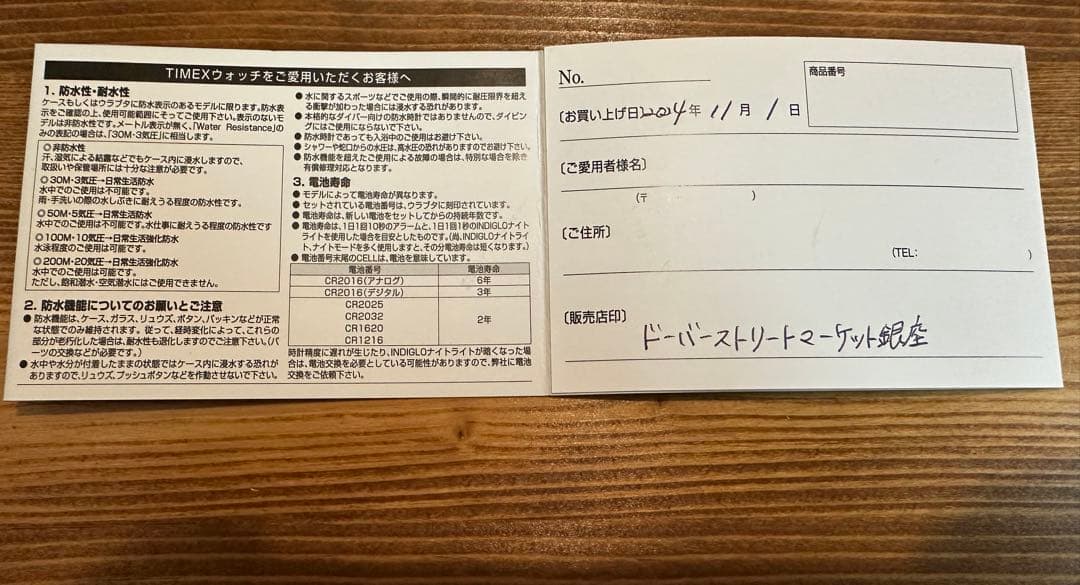 TIMEXウォッチをご愛用いただくお客様へ
1. 防水性・耐水性
ケースもしくはウラブタに防水表示のあるモデルに限ります。防水表
示をご確認の上、使用可能範囲にそってご使用下さい。表示のないモ
デルは非防水性です。メートル表示が無く、「Water Resistance」の
みの表記の場合は、「30M・3気圧」に相当します。
◎非防水性
汗、湿気による結露などでもケース内に浸水しますので、
取扱いや保管場所には十分な注意が必要です。
◎30M・3気圧→日常生活防水
水中でのご使用は不可能です。
雨・手洗いの際の水しぶきに耐えうる程度の防水性です。
◎50M・5気圧→日常生活防水
水中でのご使用は不可能です。水仕事に耐えうる程度の防水性です
◎100M・10気圧→日常生活強化防水
水泳程度のご使用は可能です。
◎200M・20気圧→日常生活強化防水
水中でのご使用は可能です。
ただし、飽和潜水・空気潜水にはご使用できません。
2. 防水機能についてのお願いとご注意
●防水機能は、ケース、ガラス、リュウズ、ボタン、パッキンなどが正常
な状態でのみ維持されます。従って、経時変化によって、これらの
部分が老朽化した場合は、耐水性も退化しますのでご注意下さい。(パ
ーツの交換などが必要です。)
●水中や水分が付着したままの状態ではケース内に浸水する恐れが
ありますので、リュウズ、プッシュボタンなどを作動させないで下さい。
●水に関するスポーツなどでご使用の際、瞬間的に耐圧限界を超え
る衝撃が加わった場合には浸水する恐れがあります。
●本格的なダイバー向けの防水時計ではありませんので、ダイビン
グにはご使用にならないで下さい。
●防水時計であっても入浴中のご使用はお避け下さい。
●シャワーや蛇口からの水圧は、高水圧の恐れがありますのでお避け下さい。
●防水機能を超えたご使用による故障の場合は、特別な場合を除き
有償修理対応となります。
3. 電池寿命
●モデルによって電池寿命が異なります。
●セットされている電池番号は、ウラブタに刻印されています。
●電池寿命は、新しい電池をセットしてからの持続年数です。
●電池寿命は、1日1回10秒のアラームと、1日1回1秒のINDIGLOナイト
ライトを使用した場合を目安としたものです。(尚、INDIGLOナイトライ
ト、ナイトモードを多く使用しますと、その分電池寿命は短くなります。)
●電池番号末尾のCELLは、電池を意味しています。
電池番号 電池寿命
CR2016(アナログ) 6年
CR2016(デジタル) 3年
CR2025
CR2032
CR1620
CR1216
2年
時計精度に遅れが生じたり、INDIGLOナイトライトが暗くなった場
合は、電池交換を必要としている可能性がありますので、弊社に電池
交換をご依頼下さい。
No.
商品番号
〔お買い上げ日〕2024年 11月 1日
〔ご愛用者様名〕
(〒 )
〔ご住所〕
(TEL: )
〔販売店印〕
ドーバーストリートマーケット銀座